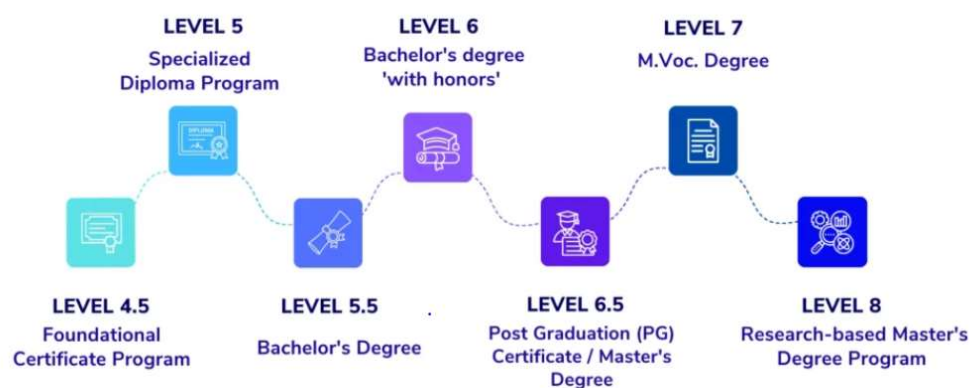 LEVEL 5
Specialized
Diploma Program
LEVEL 6
Bachelor's degree
'with honors'
LEVEL 7
M.Voc. Degree
DIPLOMA
LEVEL 4.5
Foundational
Certificate Program
LEVEL 5.5
Bachelor's Degree
LEVEL 6.5
Post Graduation (PG)
Certificate / Master's
Degree
LEVEL 8
Research-based Master's
Degree Program